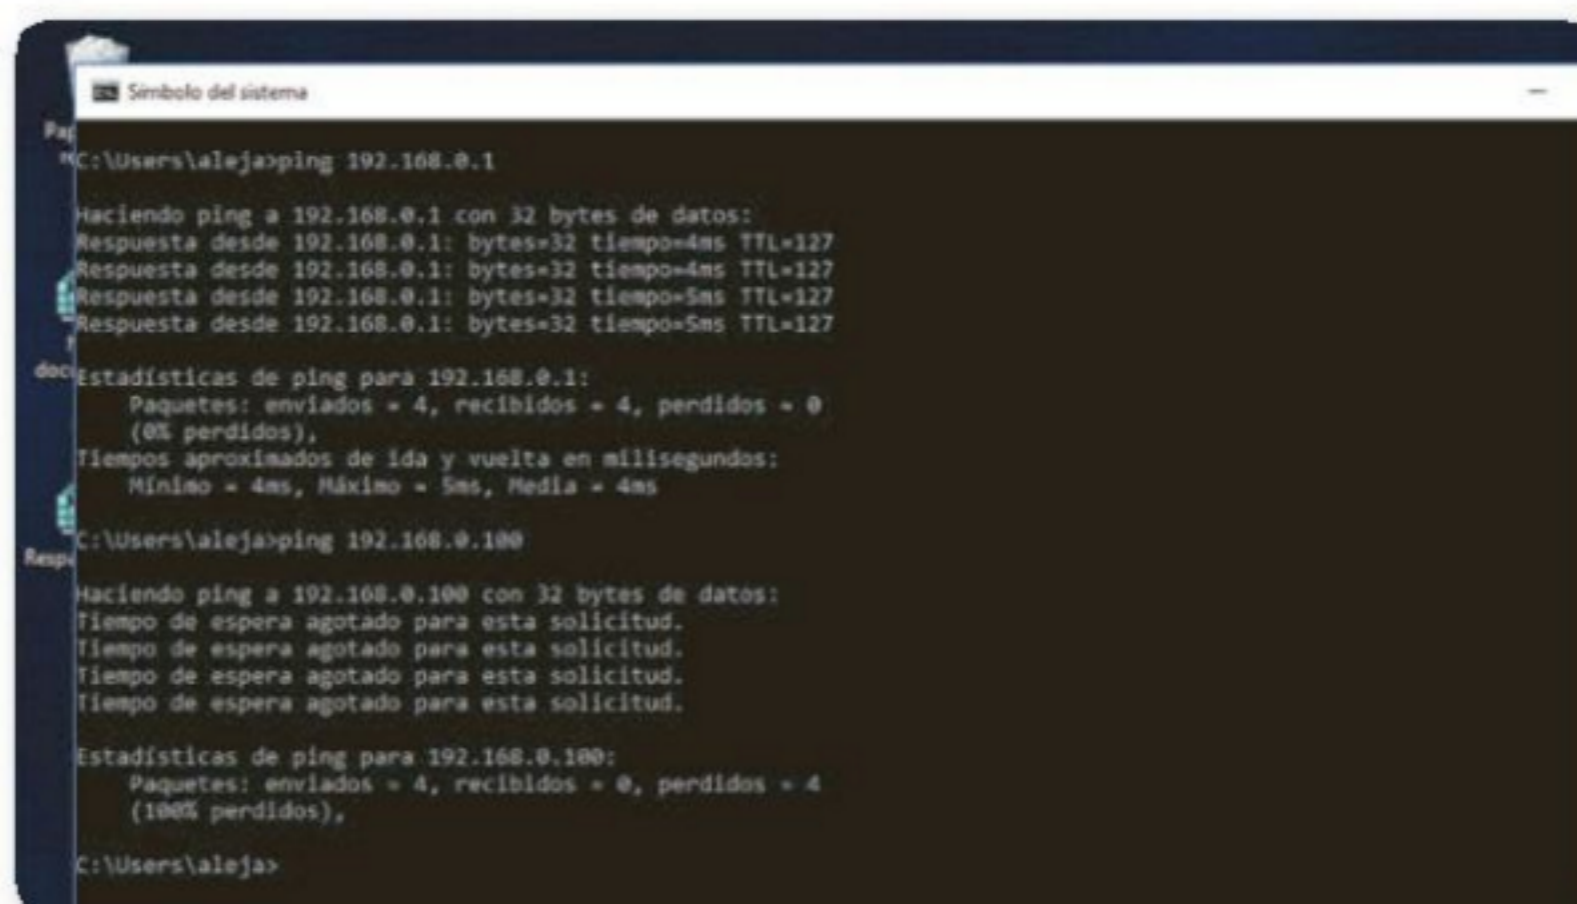 Símbolo del sistema
C:\Users\aleja>ping 192.168.0.1
Haciendo ping a 192.168.0.1 con 32 bytes de datos:
Respuesta desde 192.168.0.1: bytes=32 tiempo=4ms TTL=127
Respuesta desde 192.168.0.1: bytes=32 tiempo=4ms TTL=127
Respuesta desde 192.168.0.1: bytes=32 tiempo=5ms TTL=127
Respuesta desde 192.168.0.1: bytes=32 tiempo=5ms TTL=127
Estadísticas de ping para 192.168.0.1:
Paquetes: enviados = 4, recibidos = 4, perdidos = 0
(0% perdidos),
Tiempos aproximados de ida y vuelta en milisegundos:
Mínimo = 4ms, Máximo = 5ms, Media = 4ms
C:\Users\aleja>ping 192.168.0.100
Haciendo ping a 192.168.0.100 con 32 bytes de datos:
Tiempo de espera agotado para esta solicitud.
Tiempo de espera agotado para esta solicitud.
Tiempo de espera agotado para esta solicitud.
Tiempo de espera agotado para esta solicitud.
Estadísticas de ping para 192.168.0.100:
Paquetes: enviados = 4, recibidos = 0, perdidos = 4
(100% perdidos),
C:\Users\aleja>